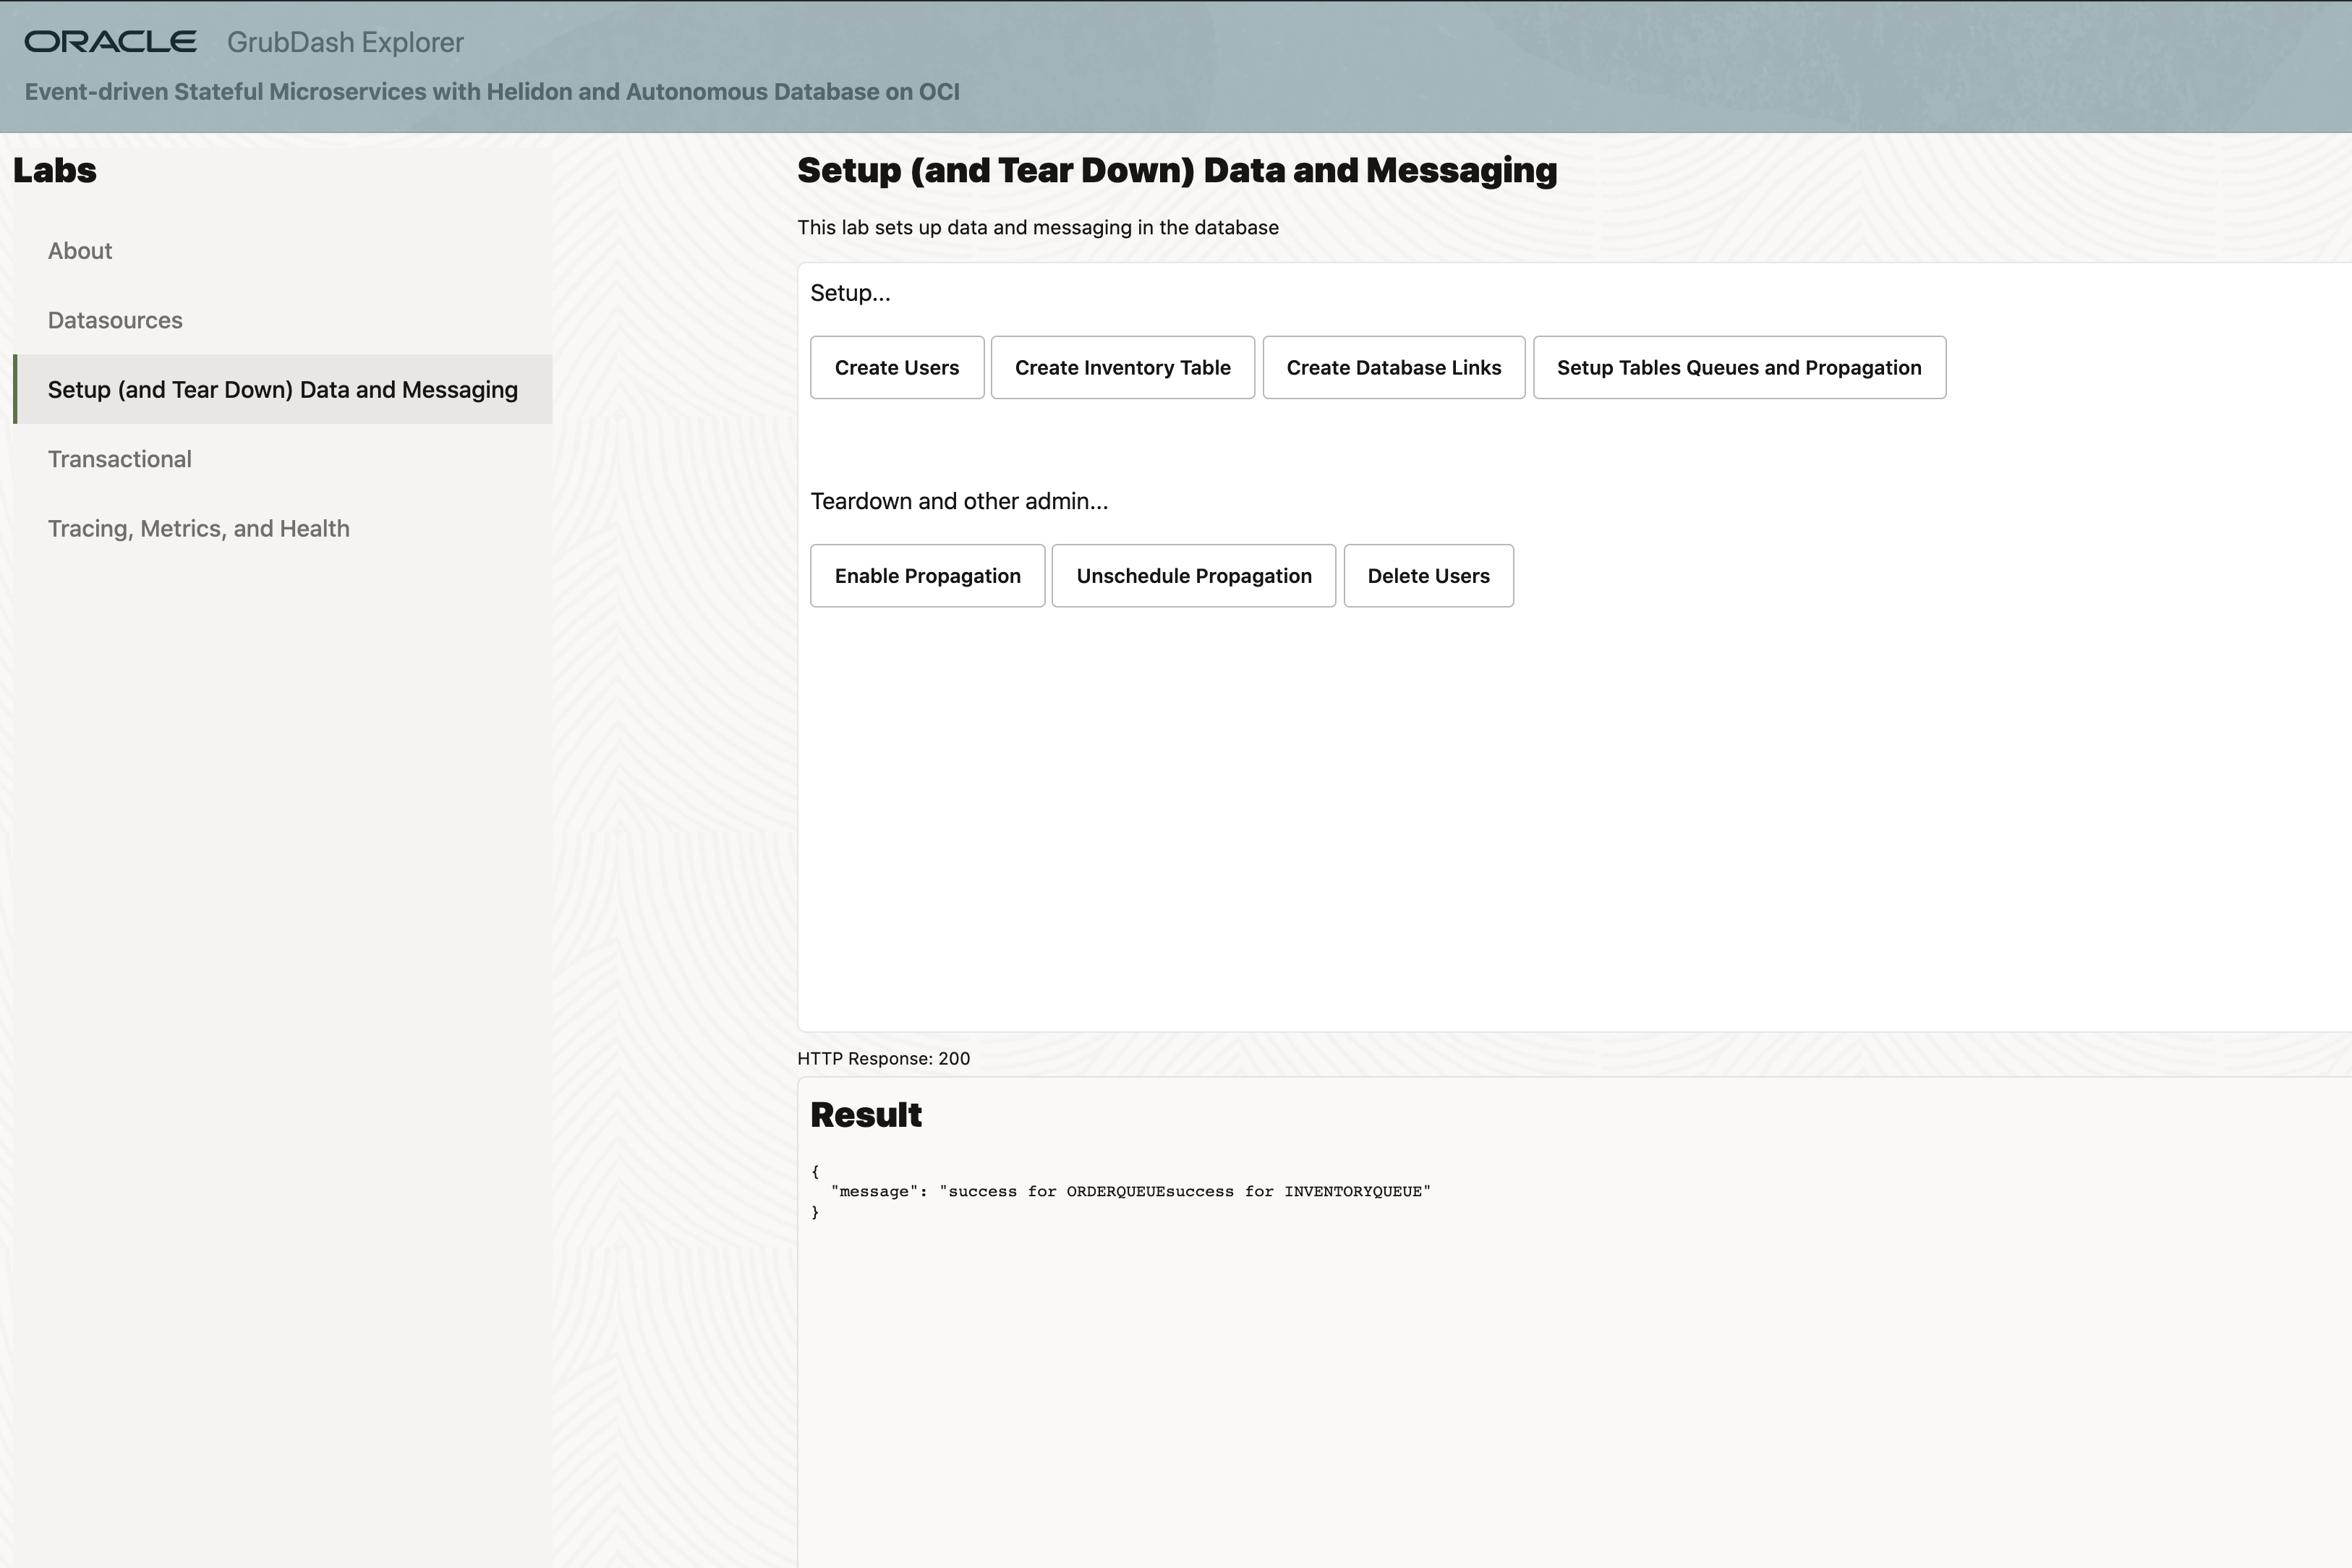 ORACLE GrubDash Explorer
Event-driven Stateful Microservices with Helidon and Autonomous Database on OCI
Labs
About
Datasources
Setup (and Tear Down) Data and Messaging
Transactional
Tracing, Metrics, and Health
Setup (and Tear Down) Data and Messaging
This lab sets up data and messaging in the database
Setup...
Create Users Create Inventory Table Create Database Links Setup Tables Queues and Propagation
Teardown and other admin...
Enable Propagation Unschedule Propagation Delete Users
HTTP Response: 200
Result
{
"message": "success for ORDERQUEUEsuccess for INVENTORYQUEUE"
}